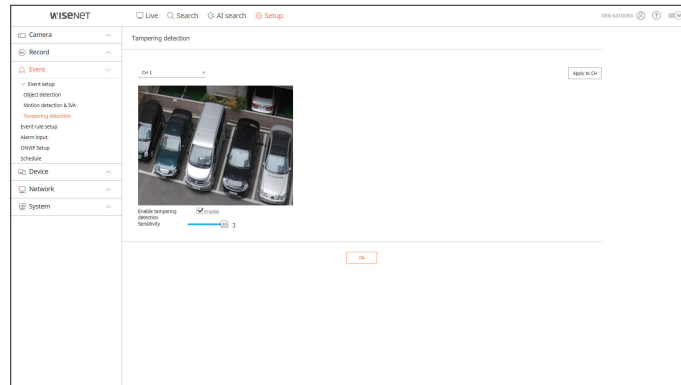 WISENET
Live Search AI search Setup
Camera
Record
Event
Event setup
Object detection
Motion detection & IVA
Tampering detection
Event rule setup
Alarm input
ONVIF Setup
Schedule
Device
Network
System
Tampering detection
CH 1
Apply to CH
Enable tampering
detection
Enable
Sensitivity
3
OK